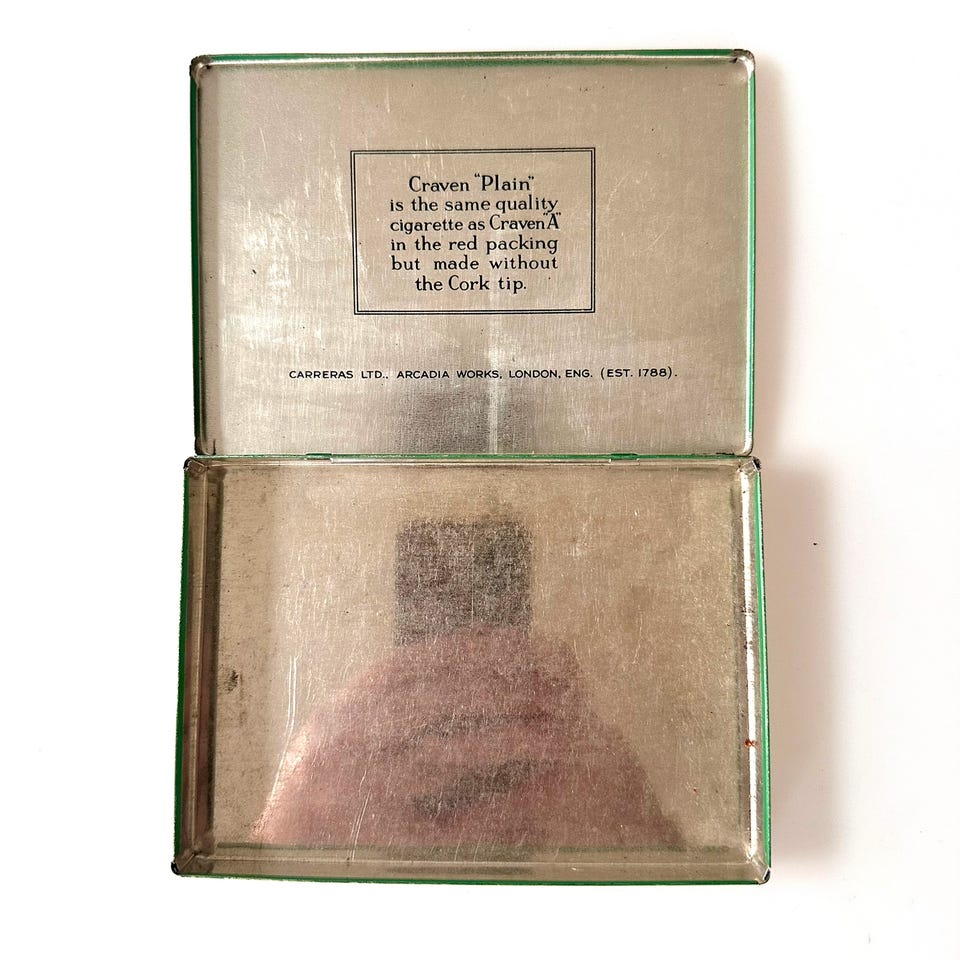 Craven "Plain"
is the same quality
cigarette as Craven "A"
in the red packing
but made without
the Cork tip.
CARRERAS LTD., ARCADIA WORKS, LONDON, ENG. (EST. 1788).